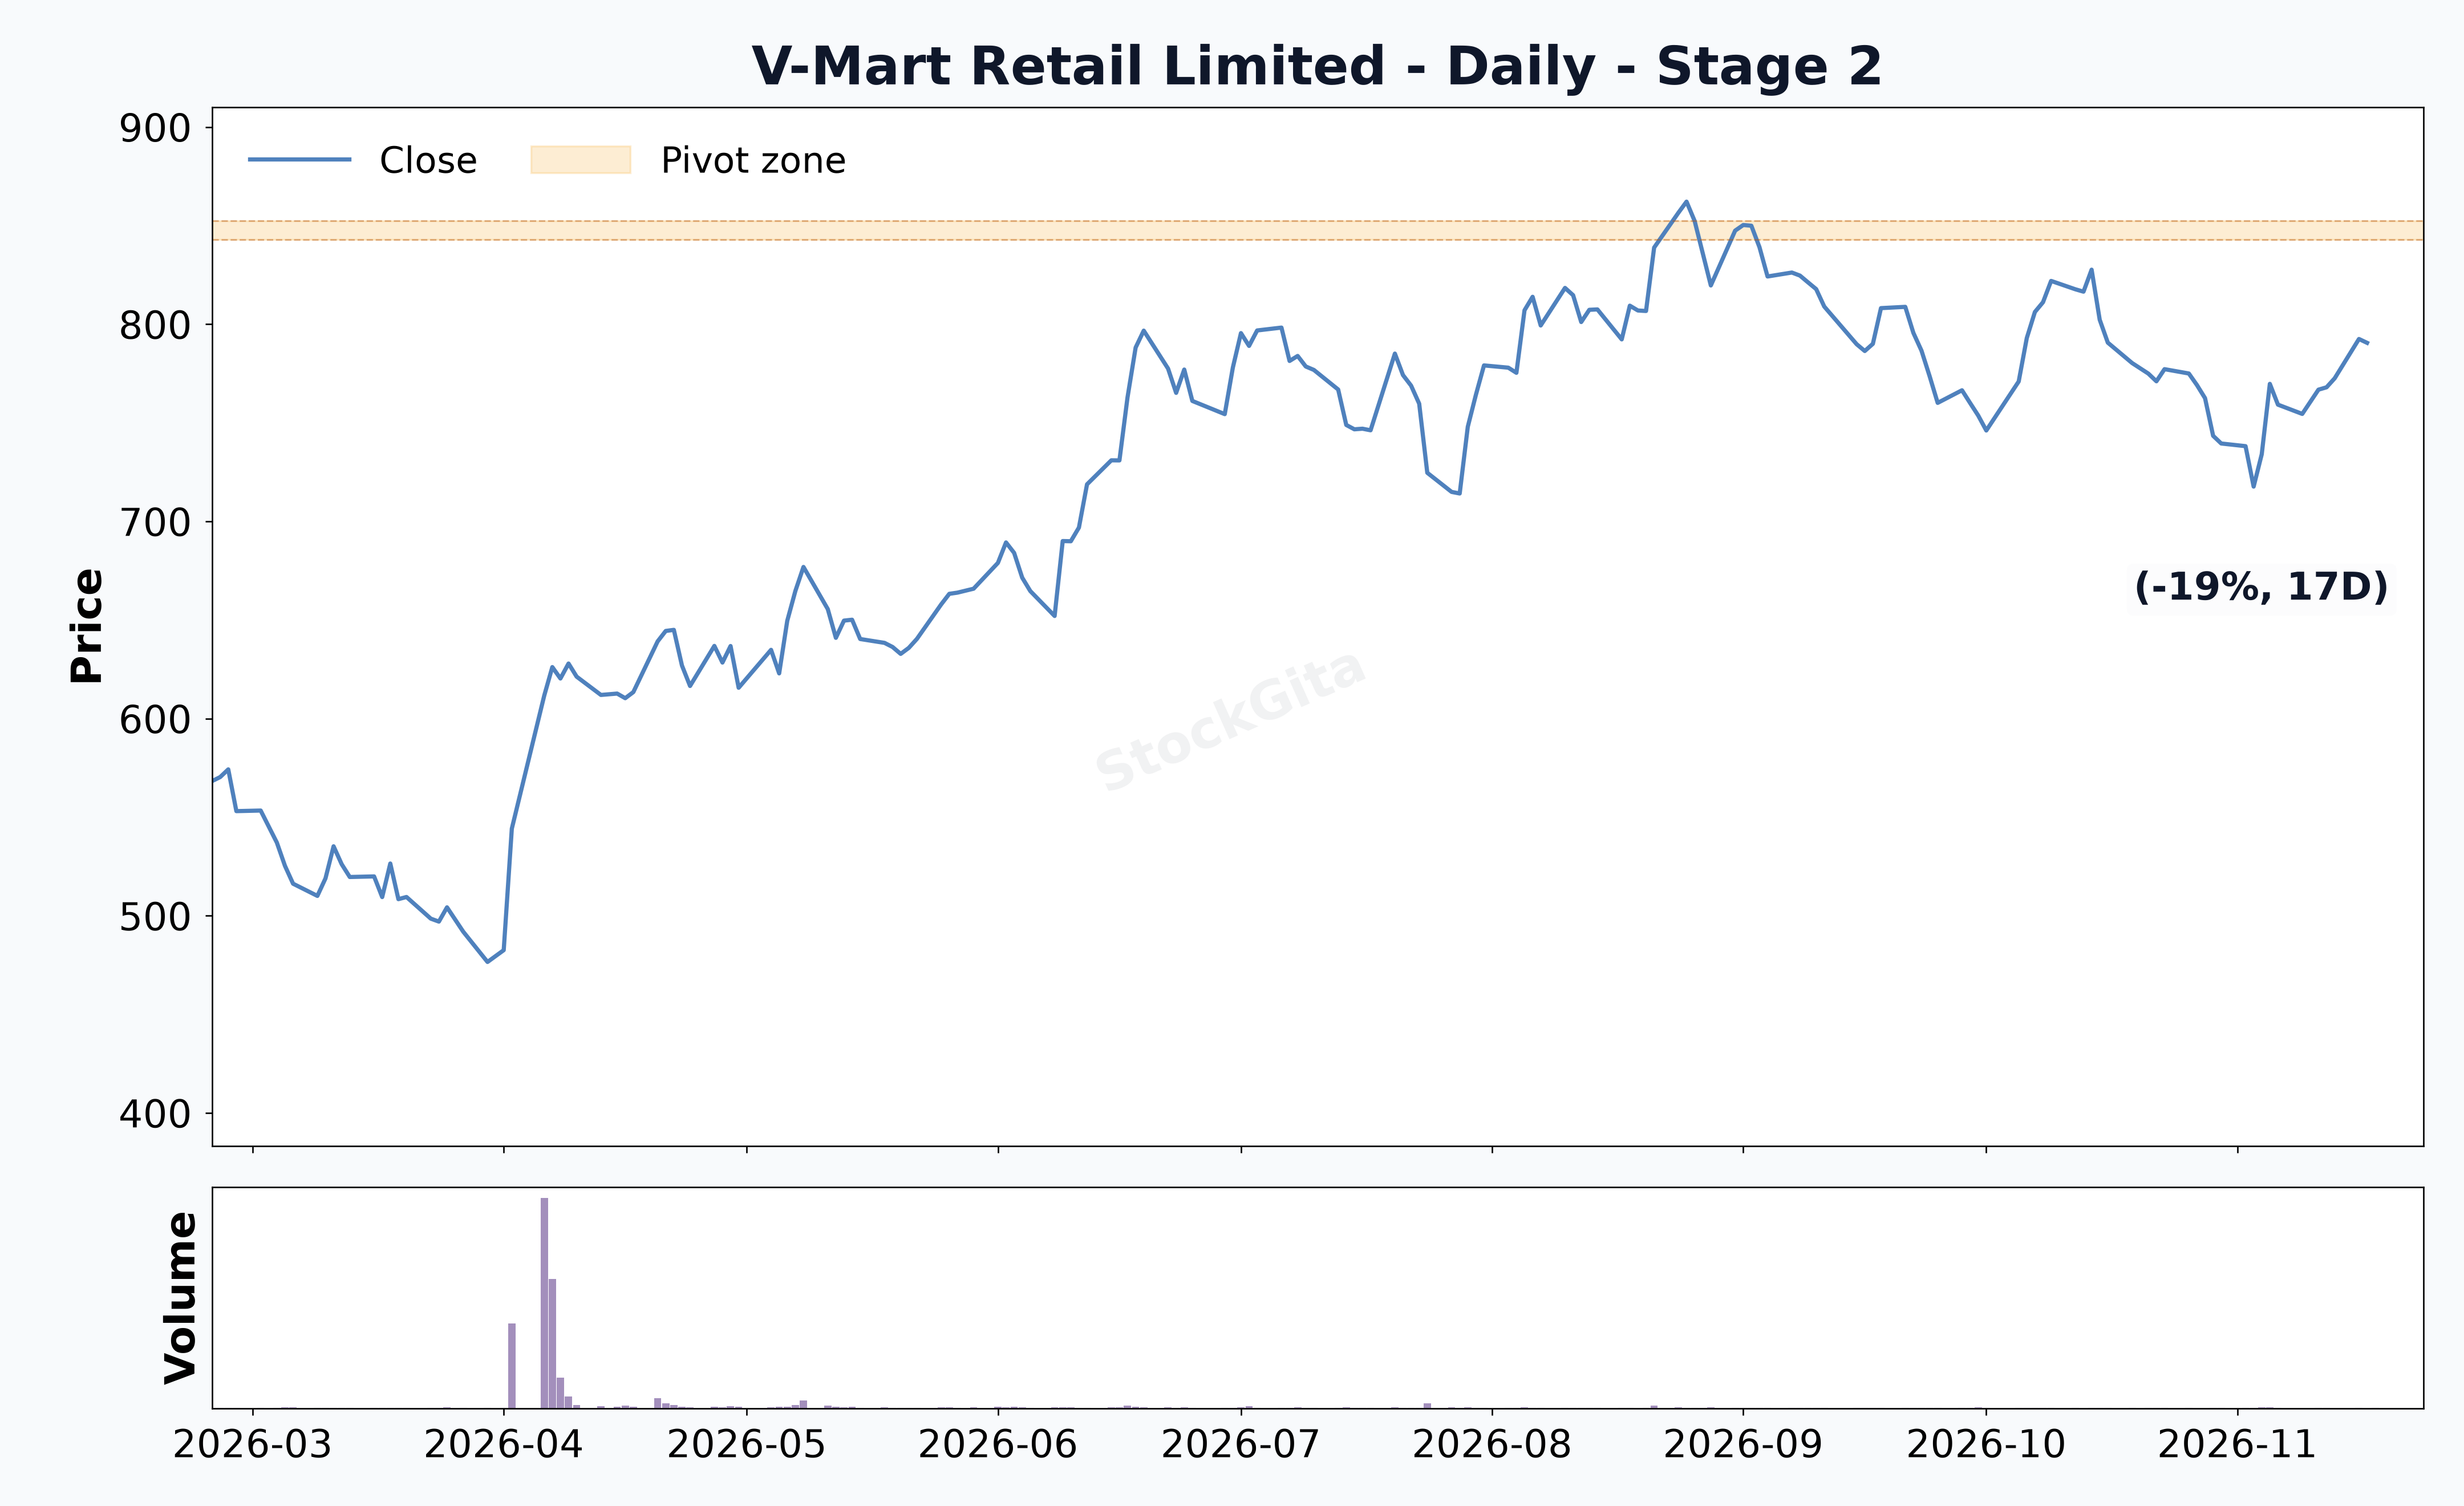 V-Mart Retail Limited - Daily - Stage 2
Close
Pivot zone
900
800
700
600
500
400
Price
(-19%, 17D)
StockGita
Volume
2026-03
2026-04
2026-05
2026-06
2026-07
2026-08
2026-09
2026-10
2026-11